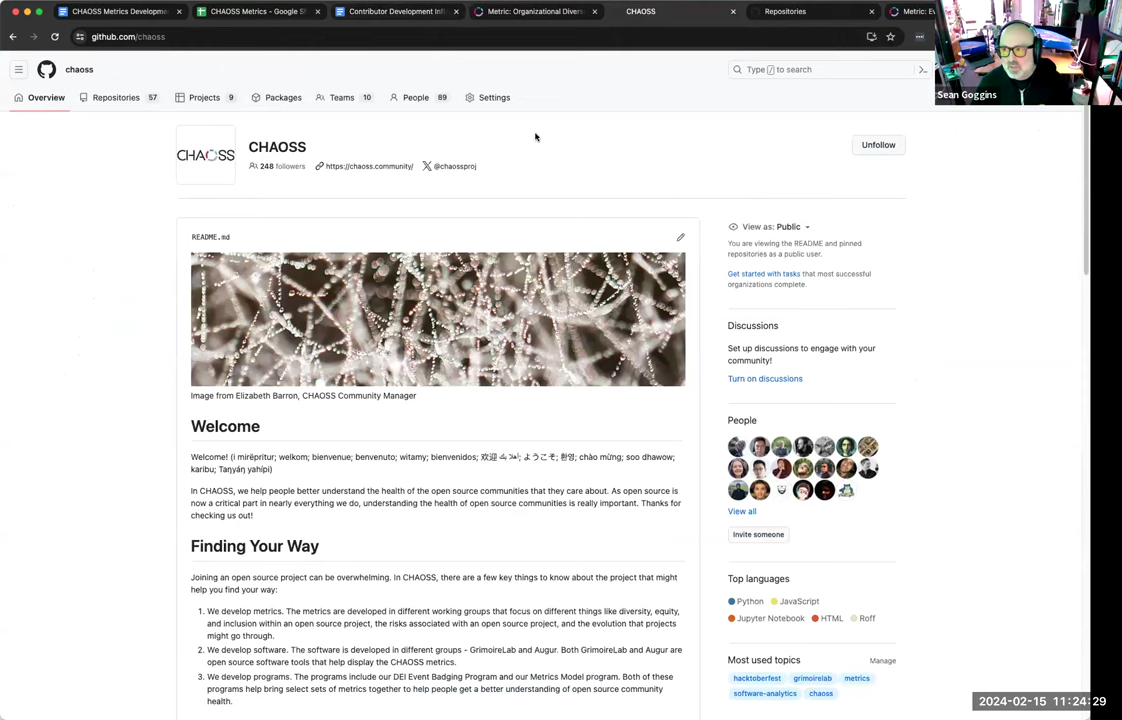 CHAOSS Metrics Developme
CHAOSS Metrics - Google S
Contributor Development Infl
Metric: Organizational Divers
CHAOSS
Repositories
Metric: Ev
github.com/chaoss
chaoss
Type / to search
Sean Goggins
Overview
Repositories 57
Projects 9
Packages
Teams 10
People 89
Settings
CHAOSS
CHAOSS
248 followers
https://chaoss.community/
@chaossproj
Unfollow
README.md
Image from Elizabeth Barron, CHAOSS Community Manager
Welcome
Welcome! (i mirëpritur; welkom; bienvenue; benvenuto; witamy; bienvenidos; 欢迎; ようこそ; 환영; chào mừng; soo dhawow;
karibu; Taŋyáŋ yahípi)
In CHAOSS, we help people better understand the health of the open source communities that they care about. As open source is
now a critical part in nearly everything we do, understanding the health of open source communities is really important. Thanks for
checking us out!
Finding Your Way
Joining an open source project can be overwhelming. In CHAOSS, there are a few key things to know about the project that might
help you find your way:
1. We develop metrics. The metrics are developed in different working groups that focus on different things like diversity, equity,
and inclusion within an open source project, the risks associated with an open source project, and the evolution that projects
might go through.
2. We develop software. The software is developed in different groups - GrimoireLab and Augur. Both GrimoireLab and Augur are
open source software tools that help display the CHAOSS metrics.
3. We develop programs. The programs include our DEI Event Badging Program and our Metrics Model program. Both of these
programs help bring select sets of metrics together to help people get a better understanding of open source community
health.
View as: Public
You are viewing the README and pinned
repositories as a public user.
Get started with tasks that most successful
organizations complete.
Discussions
Set up discussions to engage with your
community!
Turn on discussions
People
View all
Invite someone
Top languages
Python JavaScript
Jupyter Notebook HTML Roff
Most used topics
Manage
hacktoberfest grimoirelab metrics
software-analytics chaoss
2024-02-15 11:24:29